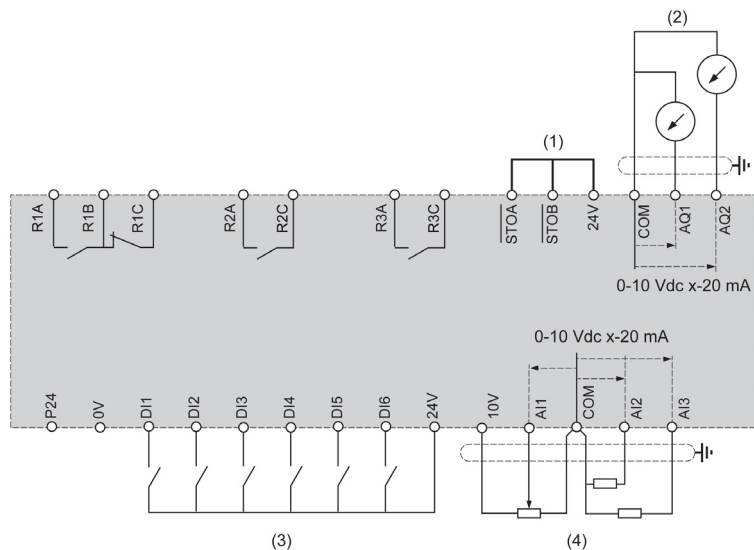 (2)
(1)
R1A
R1B
R1C
R2A
R2C
R3A
R3C
STOA
STOB
24V
COM
AQ1
AQ2
0-10 Vdc x-20 mA
0-10 Vdc x-20 mA
P24
0V
DI1
DI2
DI3
DI4
DI5
DI6
24V
10V
AI1
COM
AI2
AI3
(3)
(4)